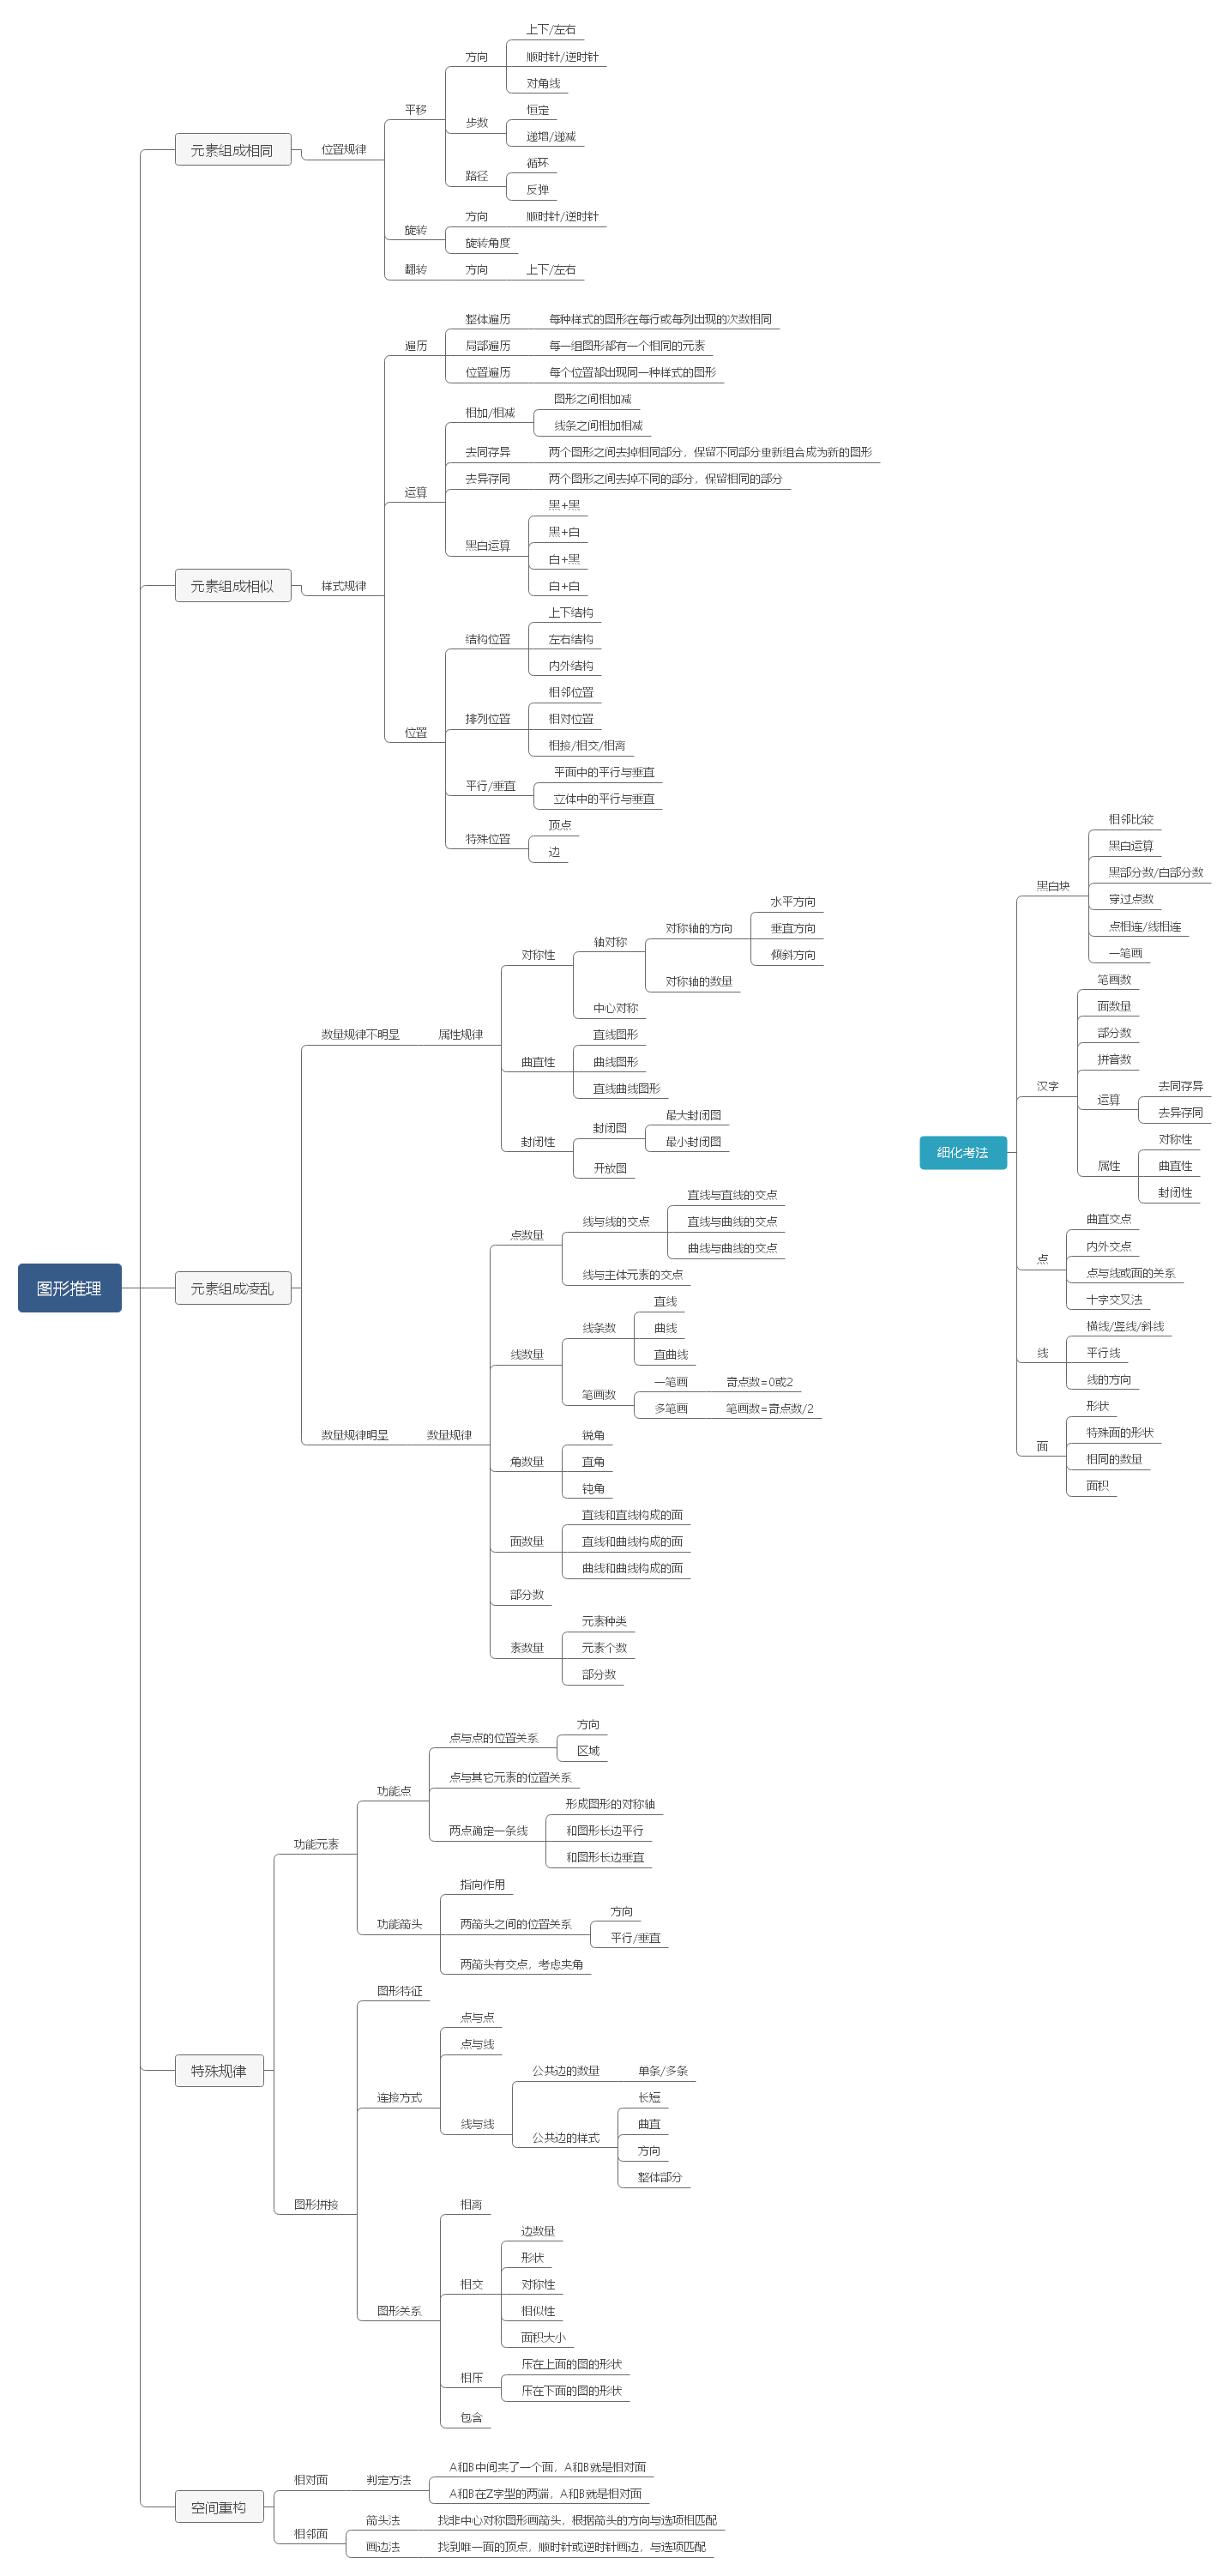 图形推理
元素组成相同
位置规律
平移
方向
上下/左右
顺时针/逆时针
对角线
步数
恒定
递增/递减
路径
循环
反弹
旋转
方向
顺时针/逆时针
旋转角度
翻转
方向
上下/左右
元素组成相似
样式规律
遍历
整体遍历
每种样式的图形在每行或每列出现的次数相同
局部遍历
每一组图形都有一个相同的元素
位置遍历
每个位置都出现同一种样式的图形
运算
相加/相减
图形之间相加减
线条之间相加相减
去同存异
两个图形之间去掉相同部分，保留不同部分重新组合成为新的图形
去异存同
两个图形之间去掉不同的部分，保留相同的部分
黑白运算
黑+黑
黑+白
白+黑
白+白
位置
结构位置
上下结构
左右结构
内外结构
排列位置
相邻位置
相对位置
相接/相交/相离
平行/垂直
平面中的平行与垂直
立体中的平行与垂直
特殊位置
顶点
边
元素组成凌乱
数量规律不明显
属性规律
对称性
轴对称
对称轴的方向
水平方向
垂直方向
倾斜方向
对称轴的数量
中心对称
曲直性
直线图形
曲线图形
直线曲线图形
封闭性
封闭图
最大封闭图
最小封闭图
开放图
数量规律明显
数量规律
点数量
线与线的交点
直线与直线的交点
直线与曲线的交点
曲线与曲线的交点
线与主体元素的交点
线数量
线条数
直线
曲线
直曲线
笔画数
一笔画
奇点数=0或2
多笔画
笔画数=奇点数/2
角数量
锐角
直角
钝角
面数量
直线和直线构成的面
直线和曲线构成的面
曲线和曲线构成的面
部分数
素数量
元素种类
元素个数
部分数
特殊规律
功能元素
功能点
点与点的位置关系
方向
区域
点与其它元素的位置关系
两点确定一条线
形成图形的对称轴
和图形长边平行
和图形长边垂直
功能箭头
指向作用
两箭头之间的位置关系
方向
平行/垂直
两箭头有交点，考虑夹角
图形拼接
图形特征
连接方式
点与点
点与线
线与线
公共边的数量
单条/多条
公共边的样式
长短
曲直
方向
整体部分
图形关系
相离
相交
边数量
形状
对称性
相似性
面积大小
相压
压在上面的图的形状
压在下面的图的形状
包含
空间重构
相对面
判定方法
A和B中间夹了一个面，A和B就是相对面
A和B在Z字型的两端，A和B就是相对面
相邻面
箭头法
找非中心对称图形画箭头，根据箭头的方向与选项相匹配
画边法
找到唯一面的顶点，顺时针或逆时针画边，与选项匹配
细化考法
黑白块
相邻比较
黑白运算
黑部分数/白部分数
穿过点数
点相连/线相连
一笔画
汉字
笔画数
面数量
部分数
拼音数
运算
去同存异
去异存同
属性
对称性
曲直性
封闭性
点
曲直交点
内外交点
点与线或面的关系
十字交叉法
线
横线/竖线/斜线
平行线
线的方向
面
形状
特殊面的形状
相同的数量
面积